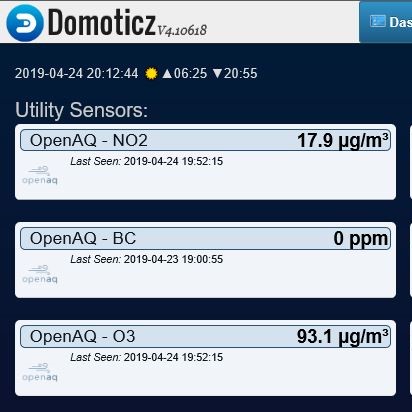 Domoticz V4.10618
Das
2019-04-24 20:12:44 ▲06:25 ▼20:55
Utility Sensors:
OpenAQ - NO2 17.9 µg/m³
Last Seen: 2019-04-24 19:52:15
openaq
OpenAQ - BC 0 ppm
Last Seen: 2019-04-23 19:00:55
openaq
OpenAQ - O3 93.1 µg/m³
Last Seen: 2019-04-24 19:52:15
openaq